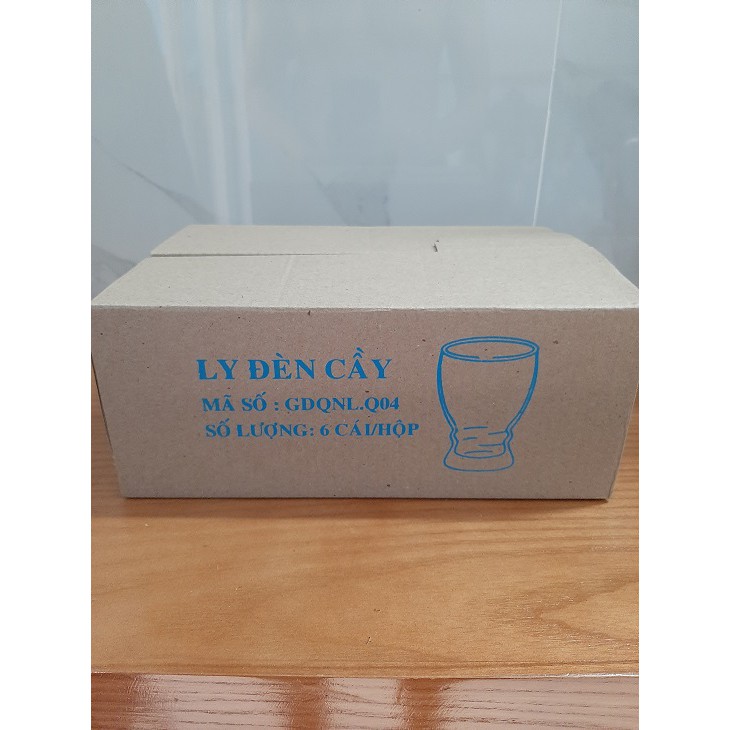 LY ĐÈN CẦY
MÃ SỐ : GDQNL.Q04
SỐ LƯỢNG: 6 CÁI/HỘP